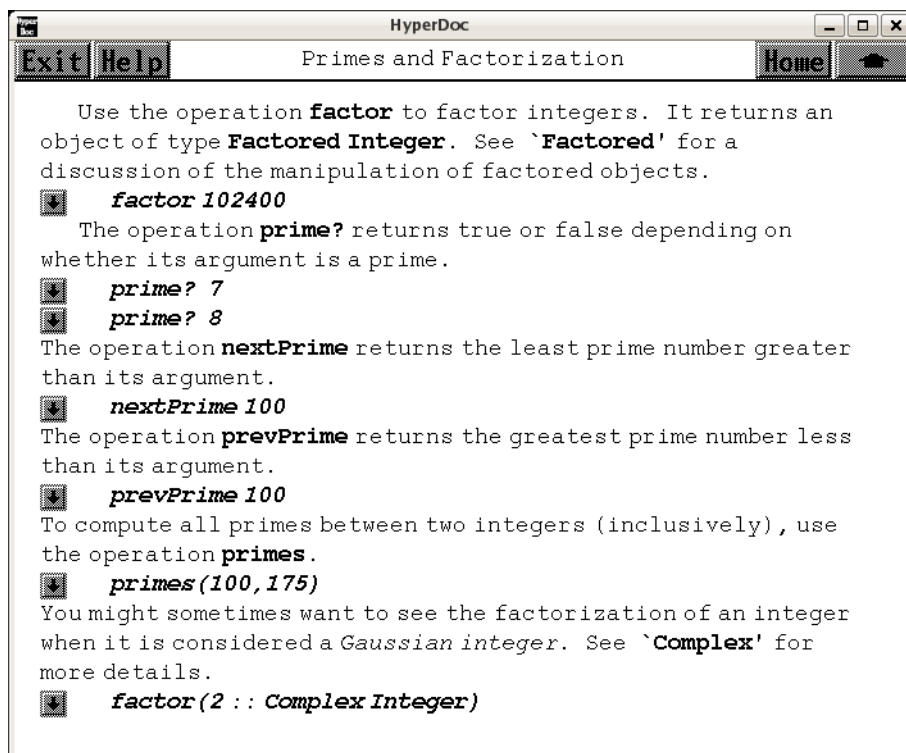 Hyper Doc
HyperDoc
Exit Help Primes and Factorization Home
Use the operation factor to factor integers. It returns an
object of type Factored Integer. See `Factored' for a
discussion of the manipulation of factored objects.
factor 102400
The operation prime? returns true or false depending on
whether its argument is a prime.
prime? 7
prime? 8
The operation nextPrime returns the least prime number greater
than its argument.
nextPrime 100
The operation prevPrime returns the greatest prime number less
than its argument.
prevPrime 100
To compute all primes between two integers (inclusively), use
the operation primes.
primes(100,175)
You might sometimes want to see the factorization of an integer
when it is considered a Gaussian integer. See `Complex' for
more details.
factor(2 :: Complex Integer)